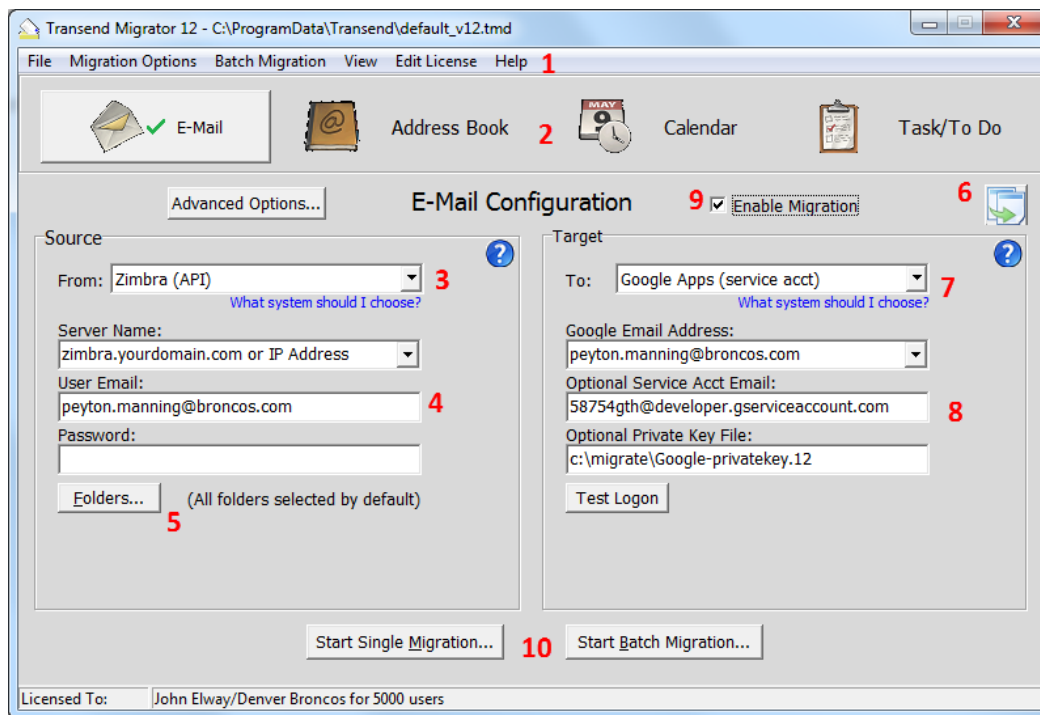 Transend Migrator 12 - C:\ProgramData\Transend\default_v12.tmd
File Migration Options Batch Migration View Edit License Help 1
E-Mail Address Book 2 MAY 9 Calendar Task/To Do
Advanced Options... E-Mail Configuration 9 Enable Migration 6
Source Target
From: Zimbra (API) 3 To: Google Apps (service acct) 7
What system should I choose? What system should I choose?
Server Name: Google Email Address:
zimbra.yourdomain.com or IP Address peyton.manning@broncos.com
User Email: Optional Service Acct Email:
peyton.manning@broncos.com 4 58754gth@developer.gserviceaccount.com 8
Password: Optional Private Key File:
c:\migrate\Google-privatekey.12
Folders... (All folders selected by default) Test Logon
5
Start Single Migration... 10 Start Batch Migration...
Licensed To: John Elway/Denver Broncos for 5000 users